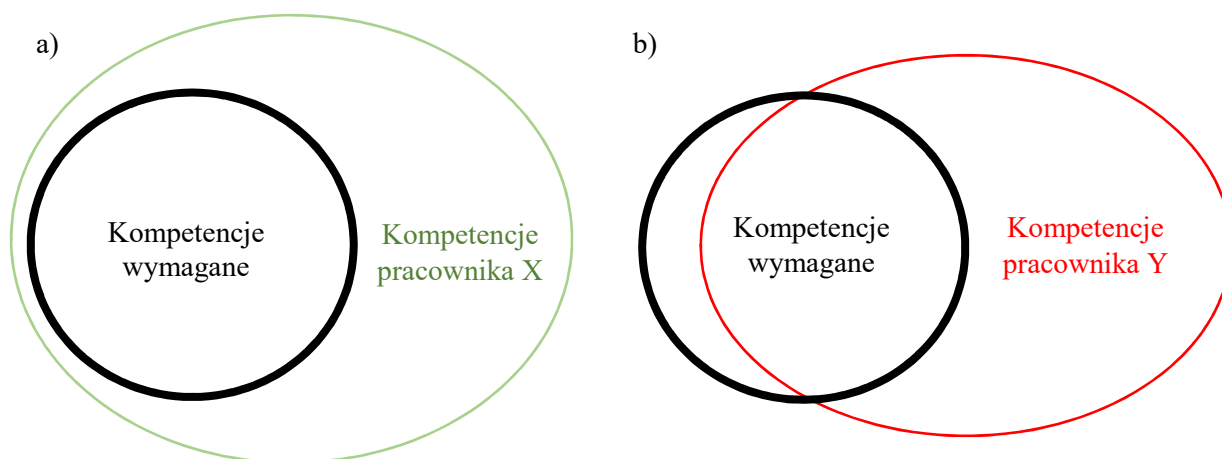 a)
Kompetencje
wymagane
Kompetencje
pracownika X
b)
Kompetencje
wymagane
Kompetencje
pracownika Y